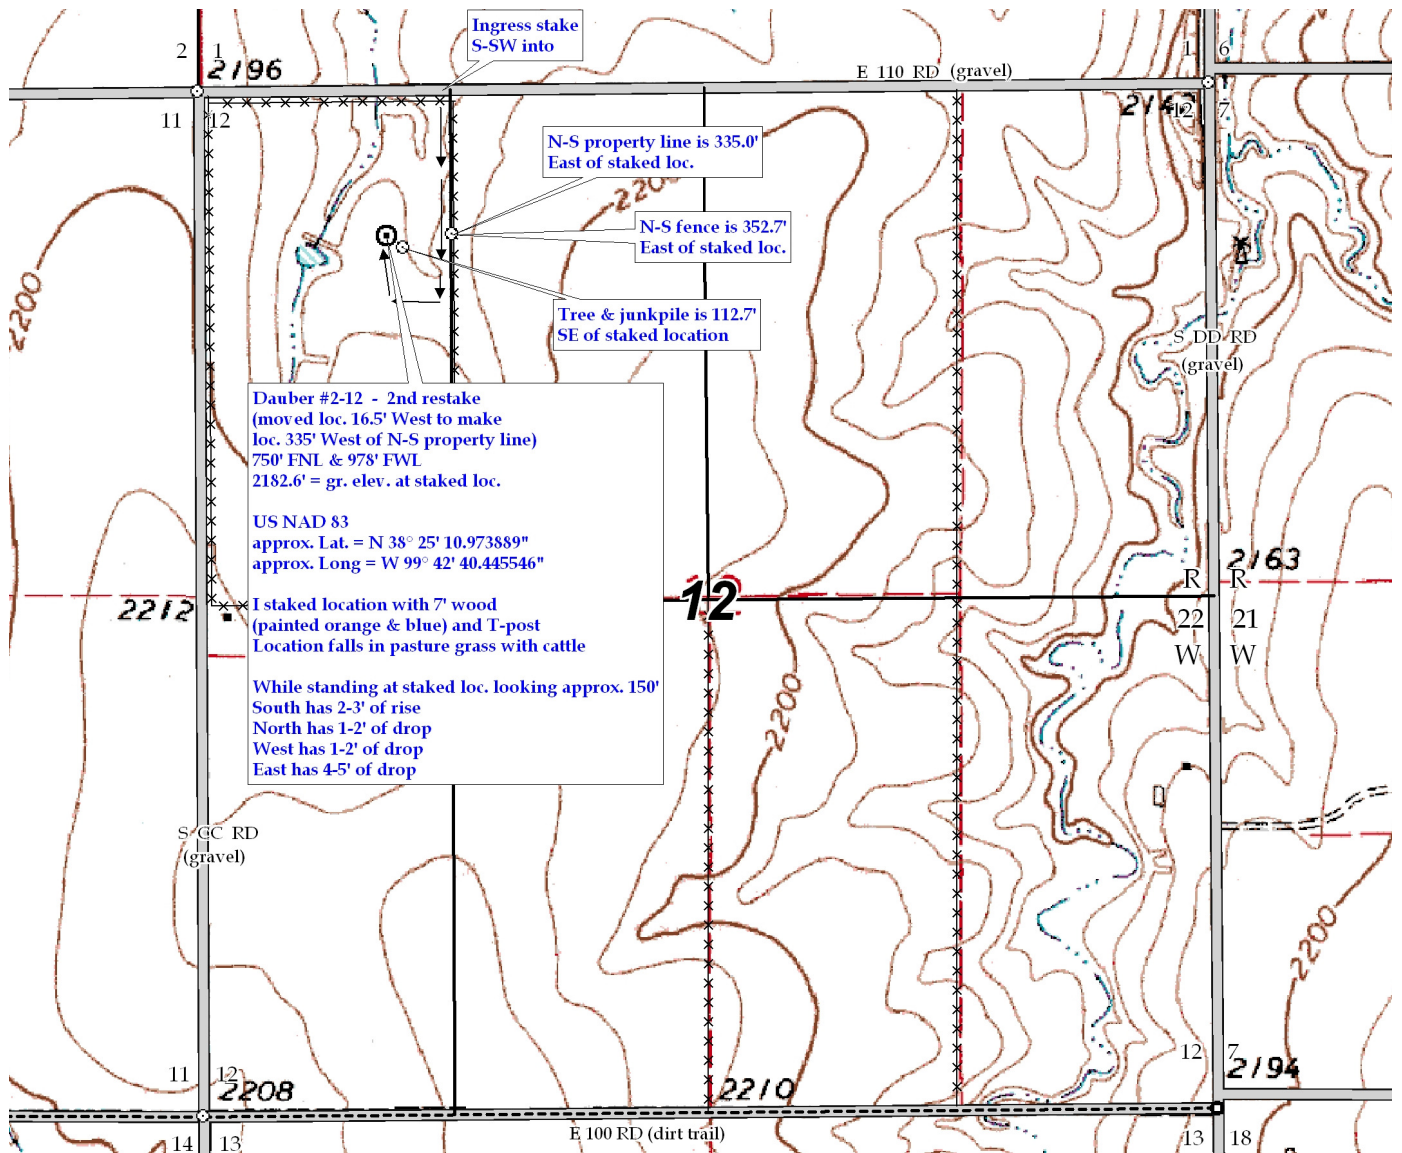 Ingress stake
S-SW into
2 1
2196
1 6
E 110 RD (gravel)
11 12
12 7
N-S property line is 335.0'
East of staked loc.
2200
N-S fence is 352.7'
East of staked loc.
2200
Tree & junkpile is 112.7'
SE of staked location
S DD RD
(gravel)
Dauber #2-12 - 2nd restake
(moved loc. 16.5' West to make
loc. 335' West of N-S property line)
750' FNL & 978' FWL
2182.6' = gr. elev. at staked loc.
US NAD 83
approx. Lat. = N 38° 25' 10.973889"
approx. Long = W 99° 42' 40.445546"
I staked location with 7' wood
(painted orange & blue) and T-post
Location falls in pasture grass with cattle
While standing at staked loc. looking approx. 150'
South has 2-3' of rise
North has 1-2' of drop
West has 1-2' of drop
East has 4-5' of drop
2163
R R
22 21
W W
2212
12
2200
S CC RD
(gravel)
2200
11 12
2208
2210
12 7
2194
E 100 RD (dirt trail)
14 13
13 18